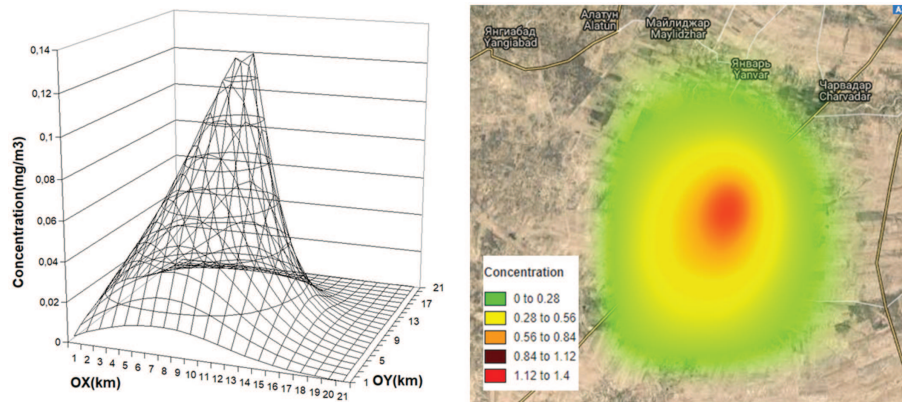 0,14
0,12
0,1
0,08
0,06
0,04
0,02
0
Concentration(mg/m3)
1 2 3 4 5 6 7 8 9 10 11 12 13 14 15 16 17 18 19 20 21
OX(km)
1
5
9
13
17
21
OY(km)
Янгиабад
Yangiabad
Алатун
Alatun
Майлиджар
Maylidzhar
Январь
Yanvar
Чарвадар
Charvadar
A
Concentration
0 to 0.28
0.28 to 0.56
0.56 to 0.84
0.84 to 1.12
1.12 to 1.4